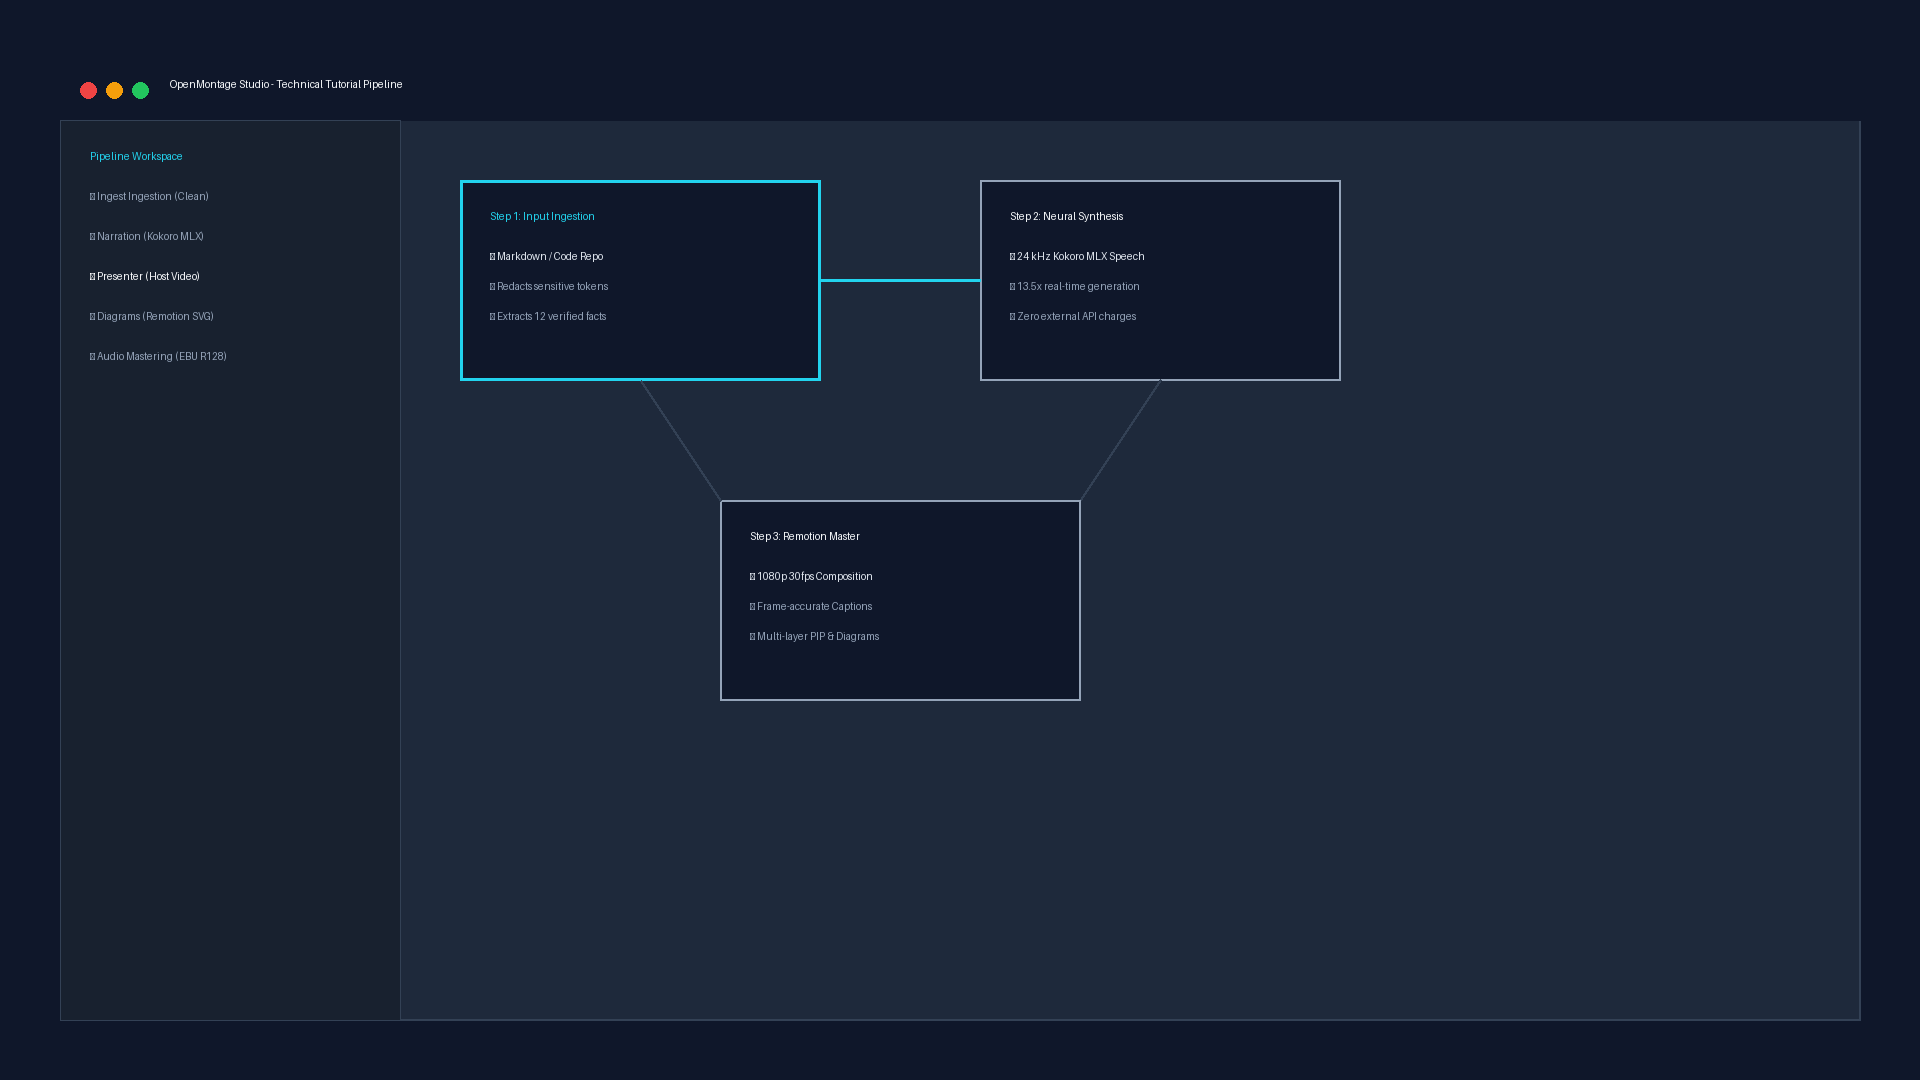 OpenMontage Studio - Technical Tutorial Pipeline
Pipeline Workspace
Ingest Ingestion (Clean)
Narration (Kokoro MLX)
Presenter (Host Video)
Diagrams (Remotion SVG)
Audio Mastering (EBU R128)
Step 1: Input Ingestion
Markdown / Code Repo
Redacts sensitive tokens
Extracts 12 verified facts
Step 2: Neural Synthesis
24 kHz Kokoro MLX Speech
13.5x real-time generation
Zero external API charges
Step 3: Remotion Master
1080p 30fps Composition
Frame-accurate Captions
Multi-layer PIP & Diagrams